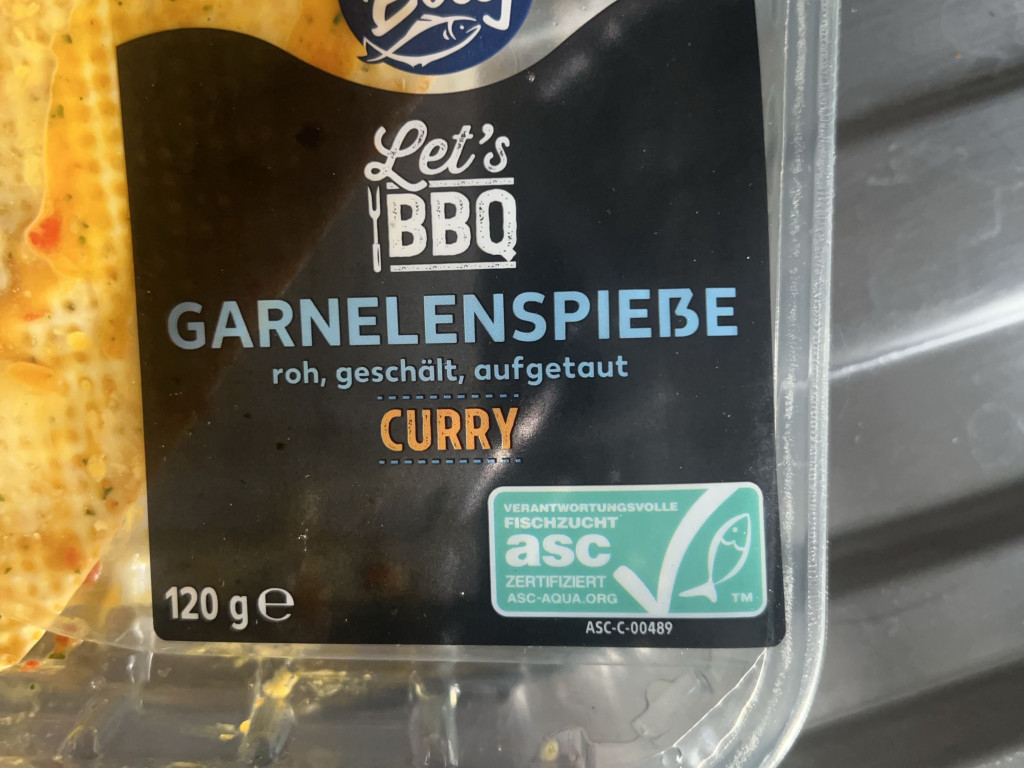 Let's
BBQ
GARNELENSPIEẞE
roh, geschält, aufgetaut
CURRY
VERANTWORTUNGSVOLLE
FISCHZUCHT
asc
ZERTIFIZIERT
ASC-AQUA.ORG
TM
120 g e
ASC-C-00489